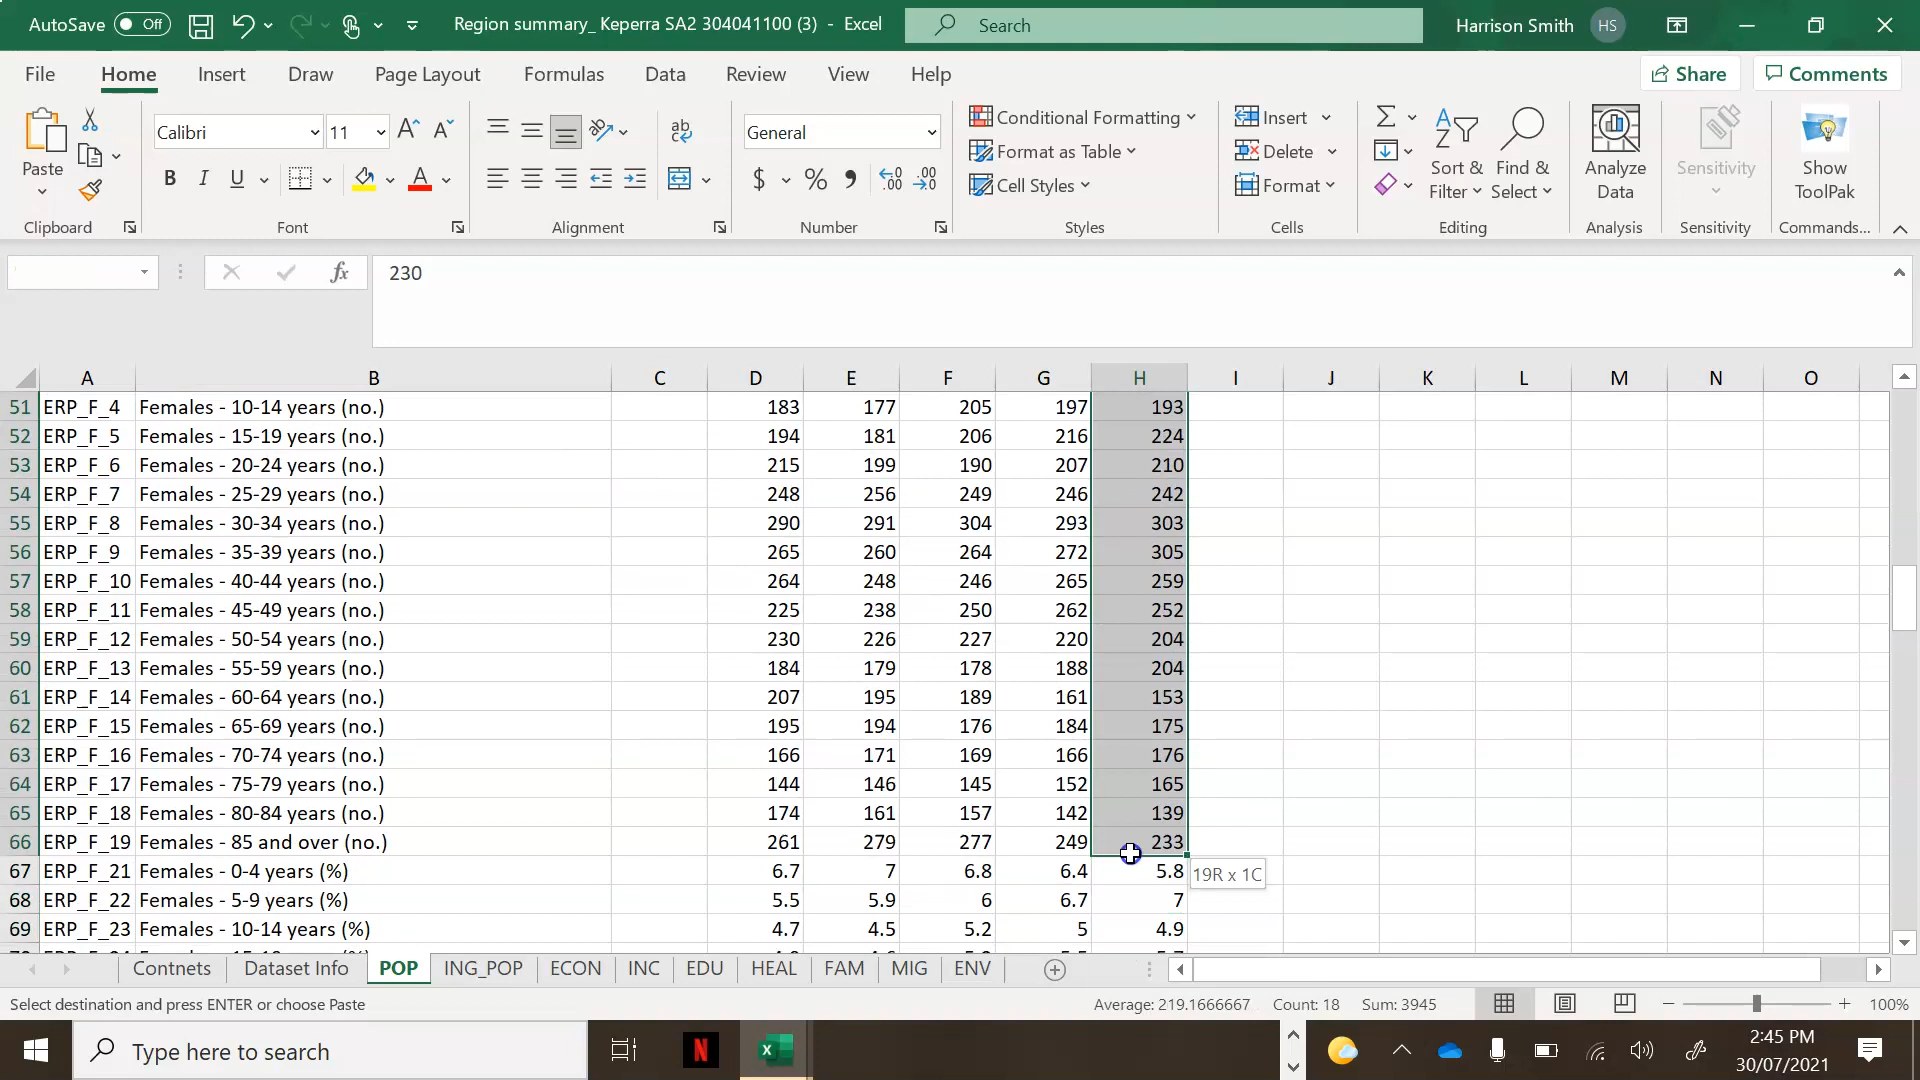 AutoSave Off Region summary_ Keperra SA2 304041100 (3) - Excel Search Harrison Smith HS
File Home Insert Draw Page Layout Formulas Data Review View Help Share Comments
Paste Calibri 11 General Conditional Formatting Format as Table Cell Styles Insert Delete Format Sort & Filter Find & Select Analyze Data Sensitivity Show ToolPak
Clipboard Font Alignment Number Styles Cells Editing Analysis Sensitivity Commands...
fx 230
A B C D E F G H I J K L M N O
51 ERP_F_4 Females - 10-14 years (no.) 183 177 205 197 193
52 ERP_F_5 Females - 15-19 years (no.) 194 181 206 216 224
53 ERP_F_6 Females - 20-24 years (no.) 215 199 190 207 210
54 ERP_F_7 Females - 25-29 years (no.) 248 256 249 246 242
55 ERP_F_8 Females - 30-34 years (no.) 290 291 304 293 303
56 ERP_F_9 Females - 35-39 years (no.) 265 260 264 272 305
57 ERP_F_10 Females - 40-44 years (no.) 264 248 246 265 259
58 ERP_F_11 Females - 45-49 years (no.) 225 238 250 262 252
59 ERP_F_12 Females - 50-54 years (no.) 230 226 227 220 204
60 ERP_F_13 Females - 55-59 years (no.) 184 179 178 188 204
61 ERP_F_14 Females - 60-64 years (no.) 207 195 189 161 153
62 ERP_F_15 Females - 65-69 years (no.) 195 194 176 184 175
63 ERP_F_16 Females - 70-74 years (no.) 166 171 169 166 176
64 ERP_F_17 Females - 75-79 years (no.) 144 146 145 152 165
65 ERP_F_18 Females - 80-84 years (no.) 174 161 157 142 139
66 ERP_F_19 Females - 85 and over (no.) 261 279 277 249 233
67 ERP_F_21 Females - 0-4 years (%) 6.7 7 6.8 6.4 5.8 19R x 1C
68 ERP_F_22 Females - 5-9 years (%) 5.5 5.9 6 6.7 7
69 ERP_F_23 Females - 10-14 years (%) 4.7 4.5 5.2 5 4.9
Contnets Dataset Info POP ING_POP ECON INC EDU HEAL FAM MIG ENV
Select destination and press ENTER or choose Paste Average: 219.1666667 Count: 18 Sum: 3945 100%
Type here to search 2:45 PM
30/07/2021